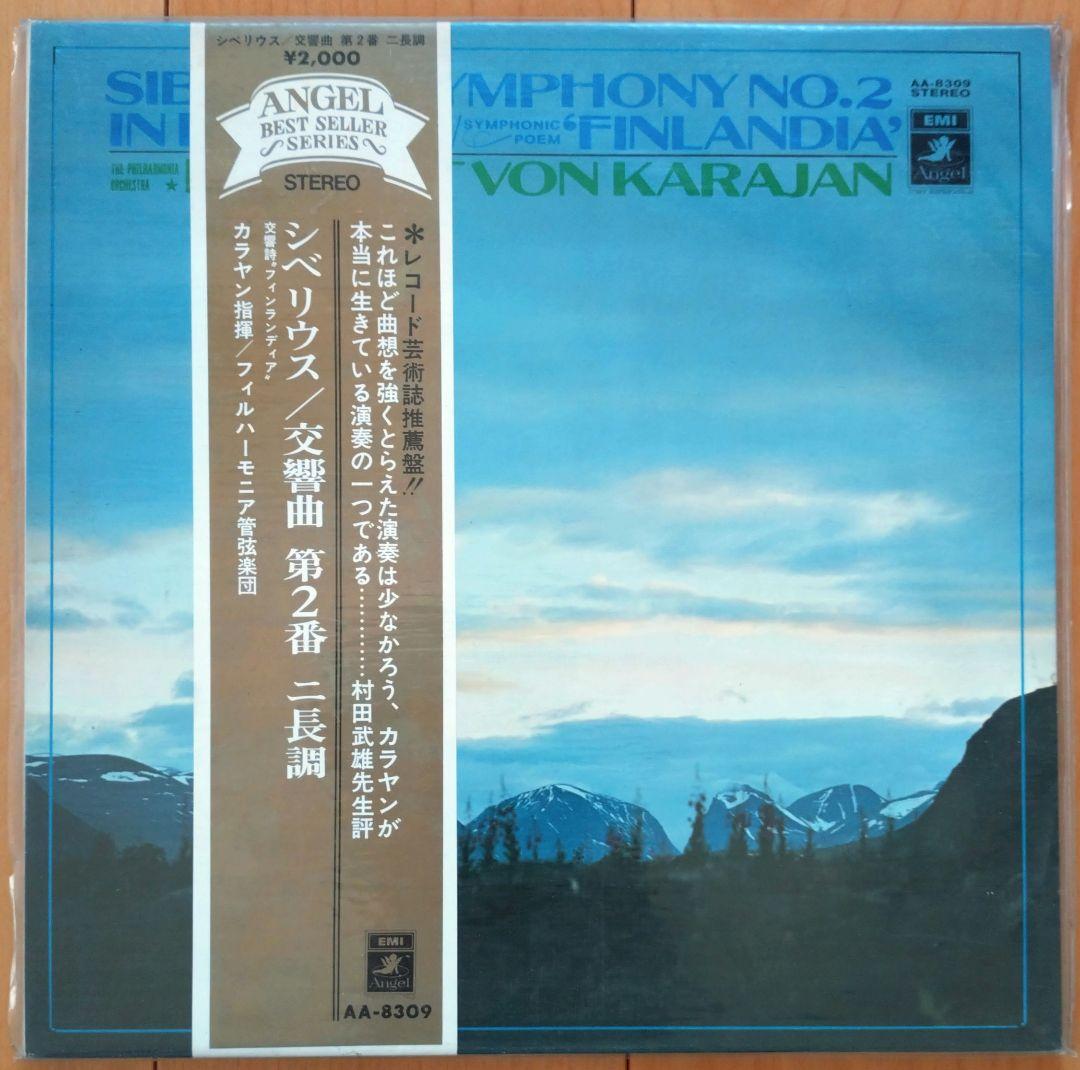 シベリウス/交響曲 第2番 ニ長調
¥2,000
ANGEL
BEST SELLER
SERIES
STEREO
*レコード芸術誌推薦盤!!
これほど曲想を強くとらえた演奏は少なかろう、カラヤンが
本当に生きている演奏の一つである…………村田武雄先生評
シベリウス/交響曲 第2番 ニ長調
交響詩“フィンランディア”
カラヤン指揮/フィルハーモニア管弦楽団
EMI
Angel
AA-8309
SIB YMPHONY NO.2
IN SYMPHONIC POEM 'FINLANDIA'
THE PHILHARMONIA
ORCHESTRA ★ T VON KARAJAN
AA-8309
STEREO
EMI
Angel